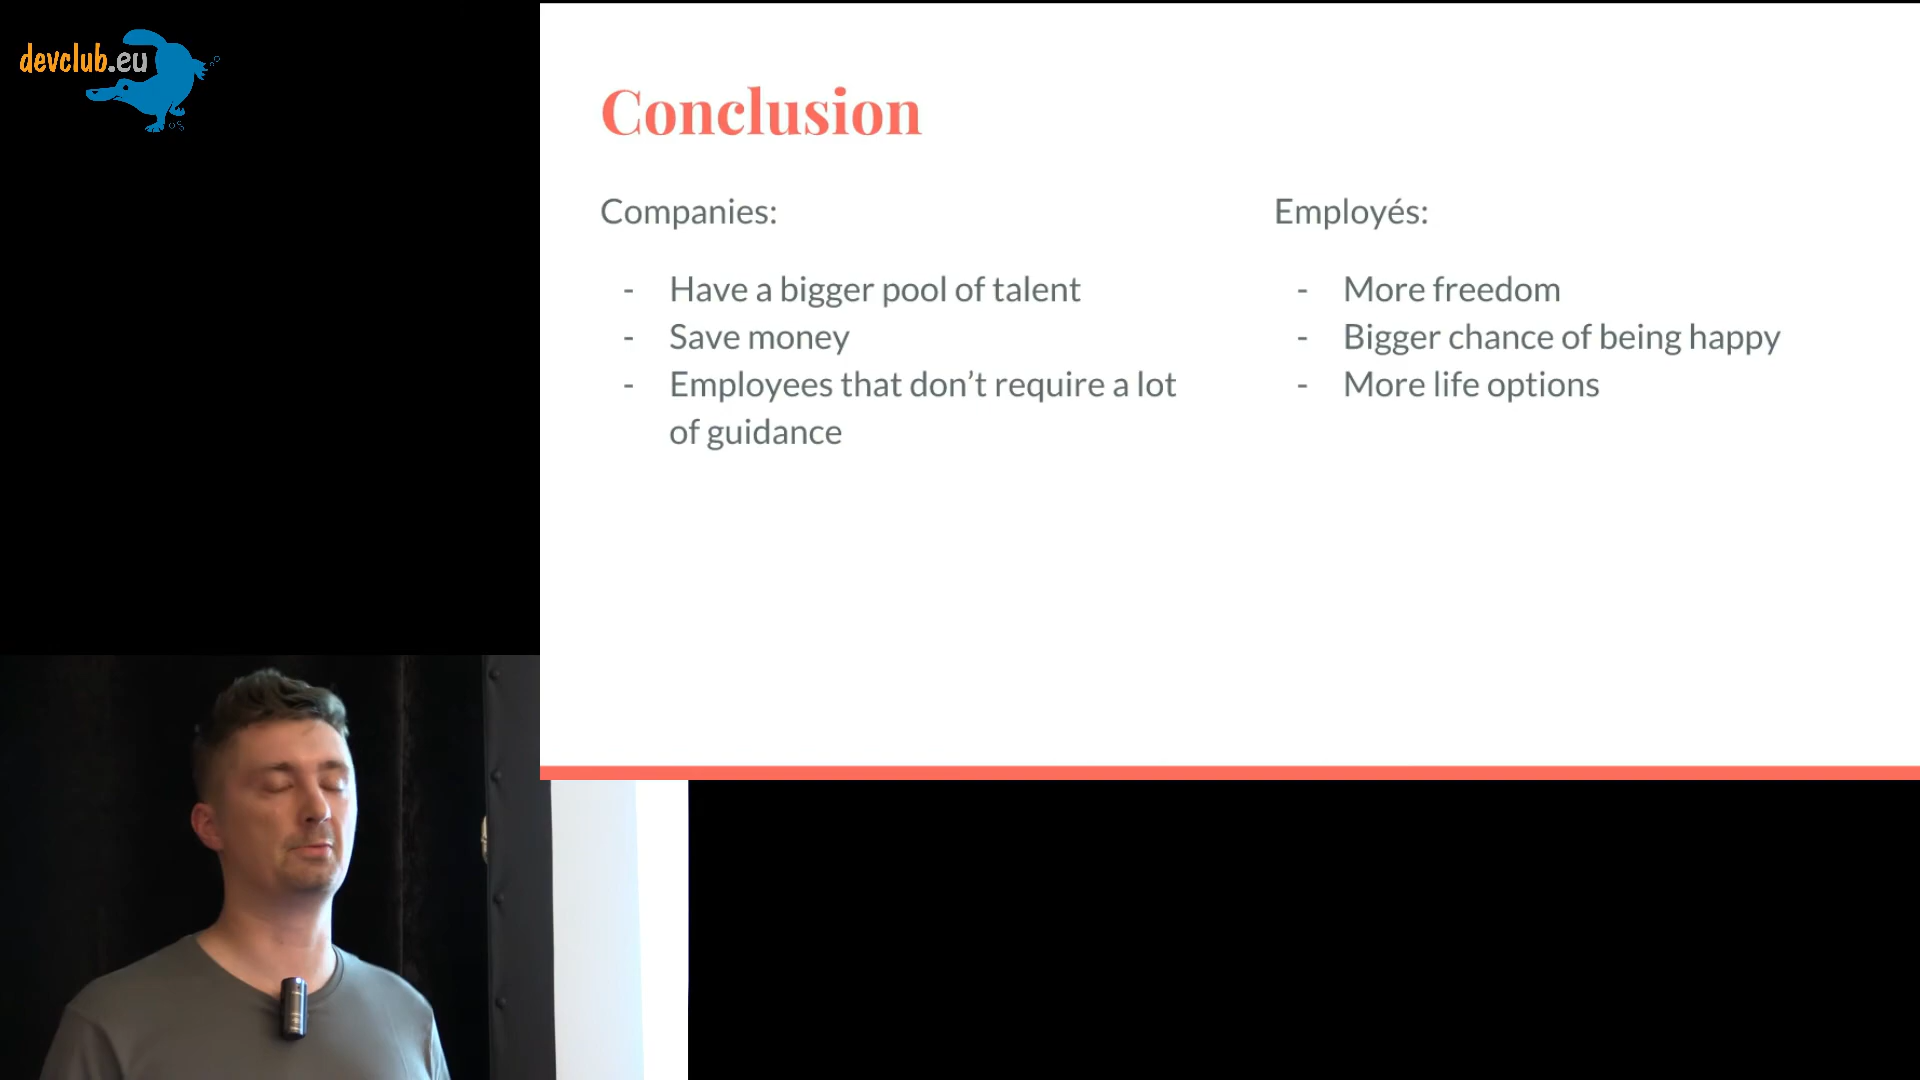 devclub.eu
Conclusion
Companies:
- Have a bigger pool of talent
- Save money
- Employees that don’t require a lot
of guidance
Employés:
- More freedom
- Bigger chance of being happy
- More life options